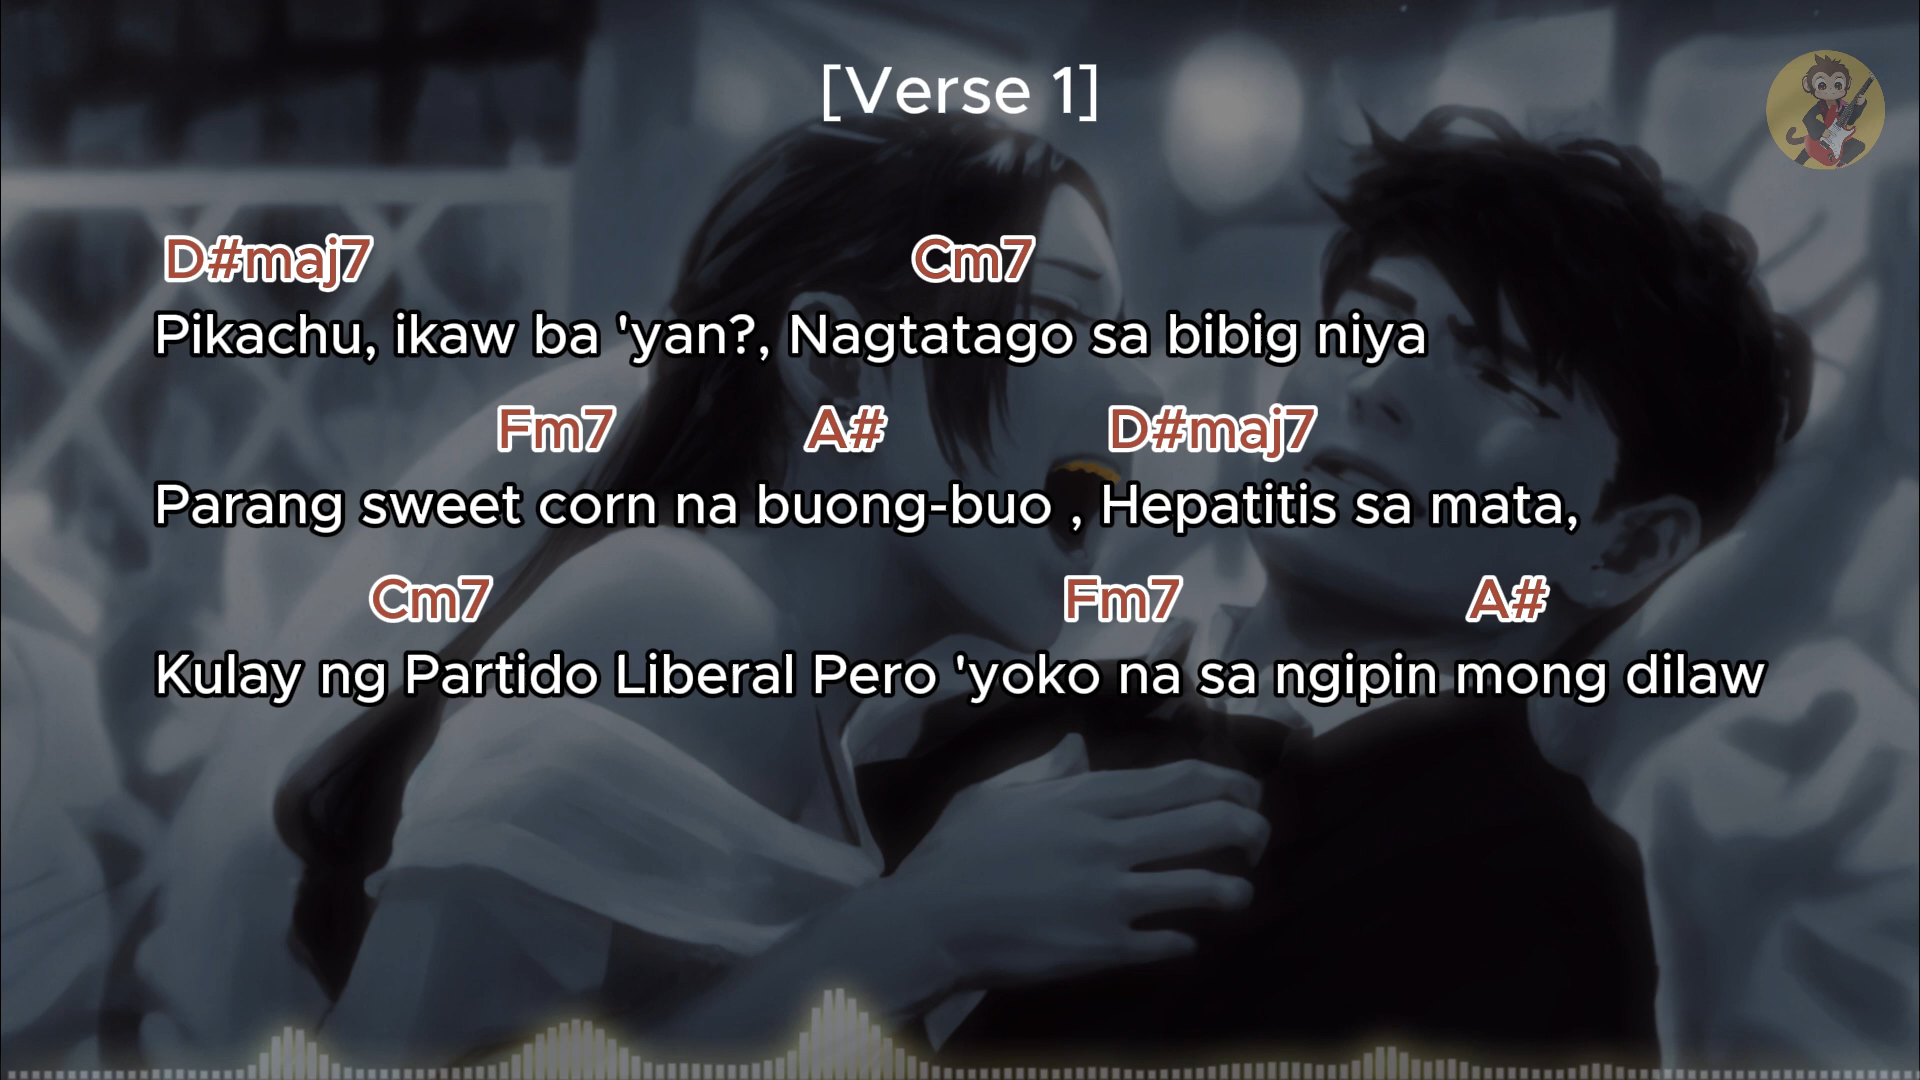 [Verse 1]
D#maj7 Cm7
Pikachu, ikaw ba 'yan?, Nagtatago sa bibig niya
Fm7 A# D#maj7
Parang sweet corn na buong-buo , Hepatitis sa mata,
Cm7 Fm7 A#
Kulay ng Partido Liberal Pero 'yoko na sa ngipin mong dilaw